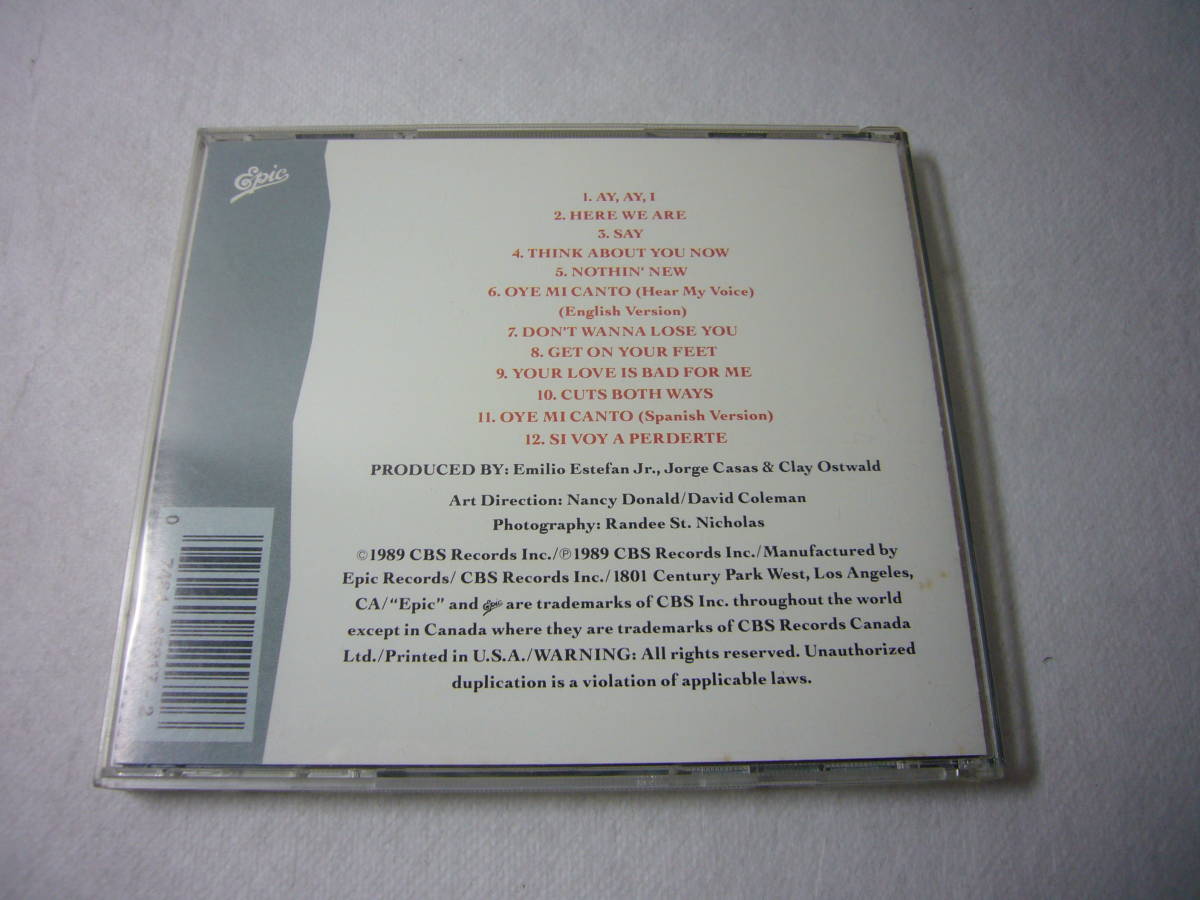 Epic
1. AY, AY, I
2. HERE WE ARE
3. SAY
4. THINK ABOUT YOU NOW
5. NOTHIN' NEW
6. OYE MI CANTO (Hear My Voice)
(English Version)
7. DON'T WANNA LOSE YOU
8. GET ON YOUR FEET
9. YOUR LOVE IS BAD FOR ME
10. CUTS BOTH WAYS
11. OYE MI CANTO (Spanish Version)
12. SI VOY A PERDERTE
PRODUCED BY: Emilio Estefan Jr., Jorge Casas & Clay Ostwald
Art Direction: Nancy Donald/David Coleman
Photography: Randee St. Nicholas
©1989 CBS Records Inc./℗1989 CBS Records Inc./Manufactured by
Epic Records/ CBS Records Inc./1801 Century Park West, Los Angeles,
CA/“Epic” and Epic are trademarks of CBS Inc. throughout the world
except in Canada where they are trademarks of CBS Records Canada
Ltd./Printed in U.S.A./WARNING: All rights reserved. Unauthorized
duplication is a violation of applicable laws.